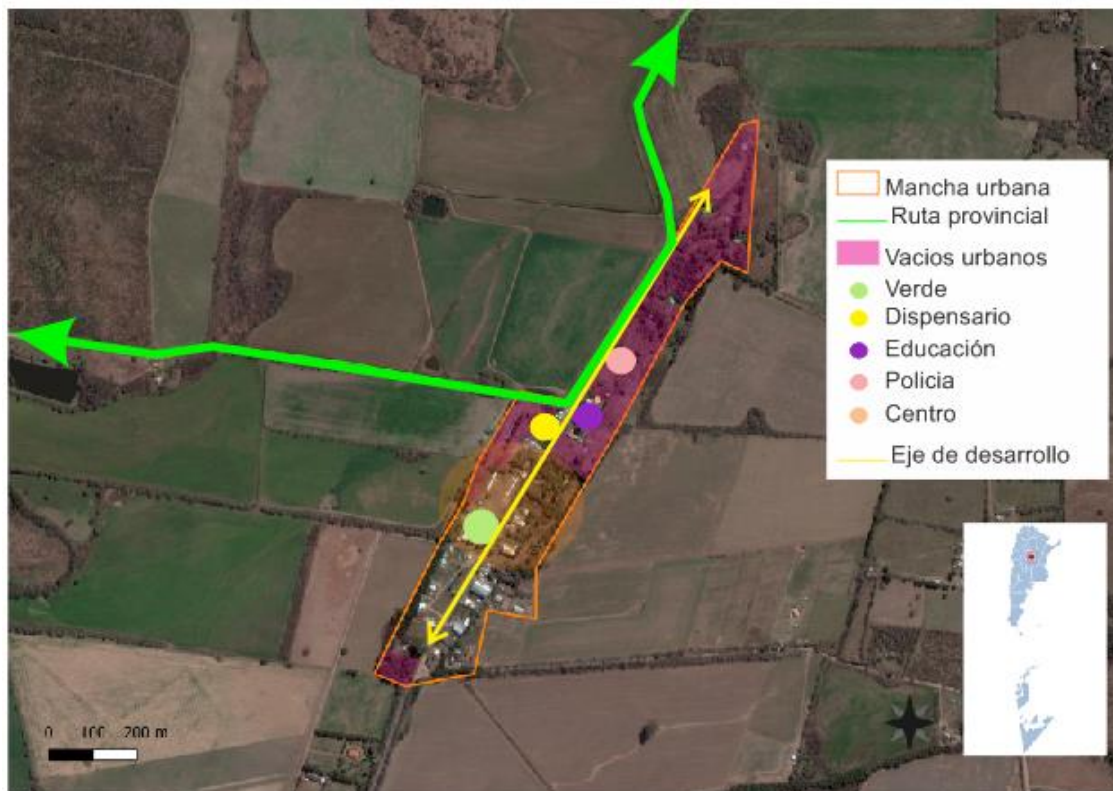 Mancha urbana
Ruta provincial
Vacios urbanos
Verde
Dispensario
Educación
Policia
Centro
Eje de desarrollo
0 100 200 m